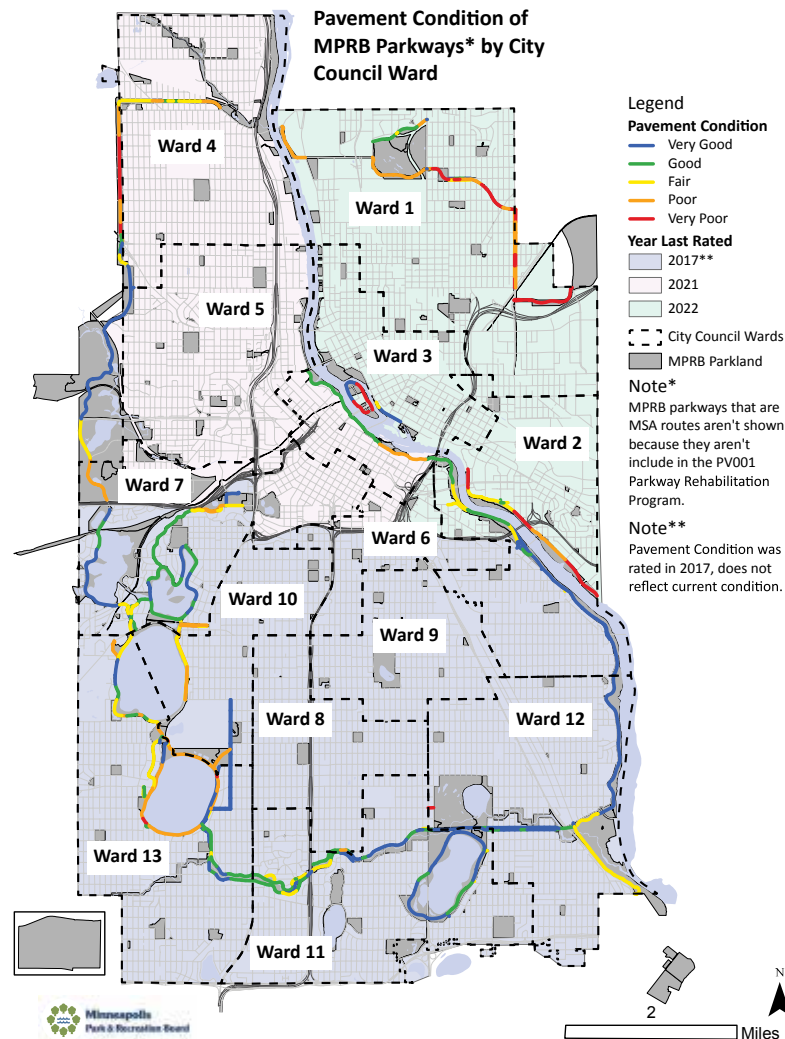 Pavement Condition of
MPRB Parkways* by City
Council Ward
Legend
Pavement Condition
Very Good
Good
Fair
Poor
Very Poor
Year Last Rated
2017**
2021
2022
City Council Wards
MPRB Parkland
Note*
MPRB parkways that are
MSA routes aren't shown
because they aren't
include in the PV001
Parkway Rehabilitation
Program.
Note**
Pavement Condition was
rated in 2017, does not
reflect current condition.
Ward 4
Ward 1
Ward 5
Ward 3
Ward 2
Ward 7
Ward 6
Ward 10
Ward 9
Ward 8
Ward 12
Ward 13
Ward 11
Minneapolis
Park & Recreation Board
N
2
Miles